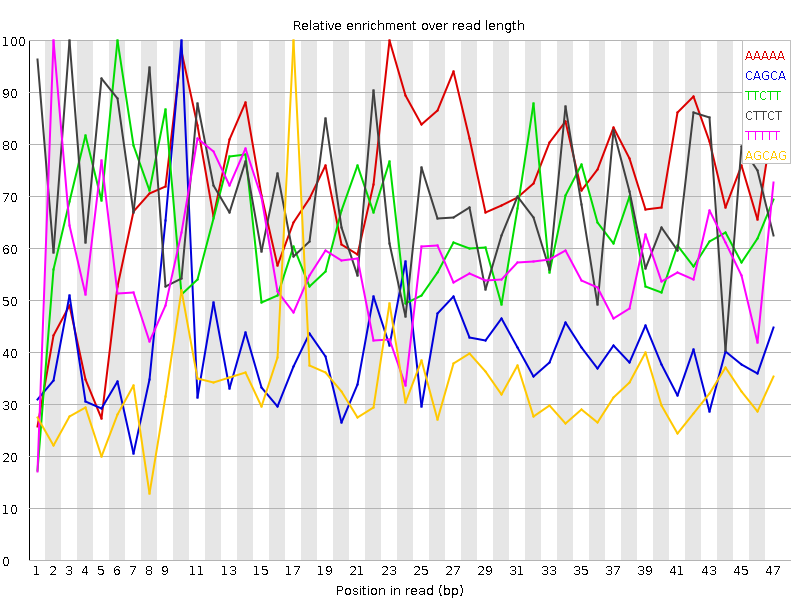 Relative enrichment over read length
100
90
80
70
60
50
40
30
20
10
0
AAAAA
CAGCA
TTCTT
CTTCT
TTTTT
AGCAG
1 2 3 4 5 6 7 8 9 11 13 15 17 19 21 23 25 27 29 31 33 35 37 39 41 43 45 47
Position in read (bp)